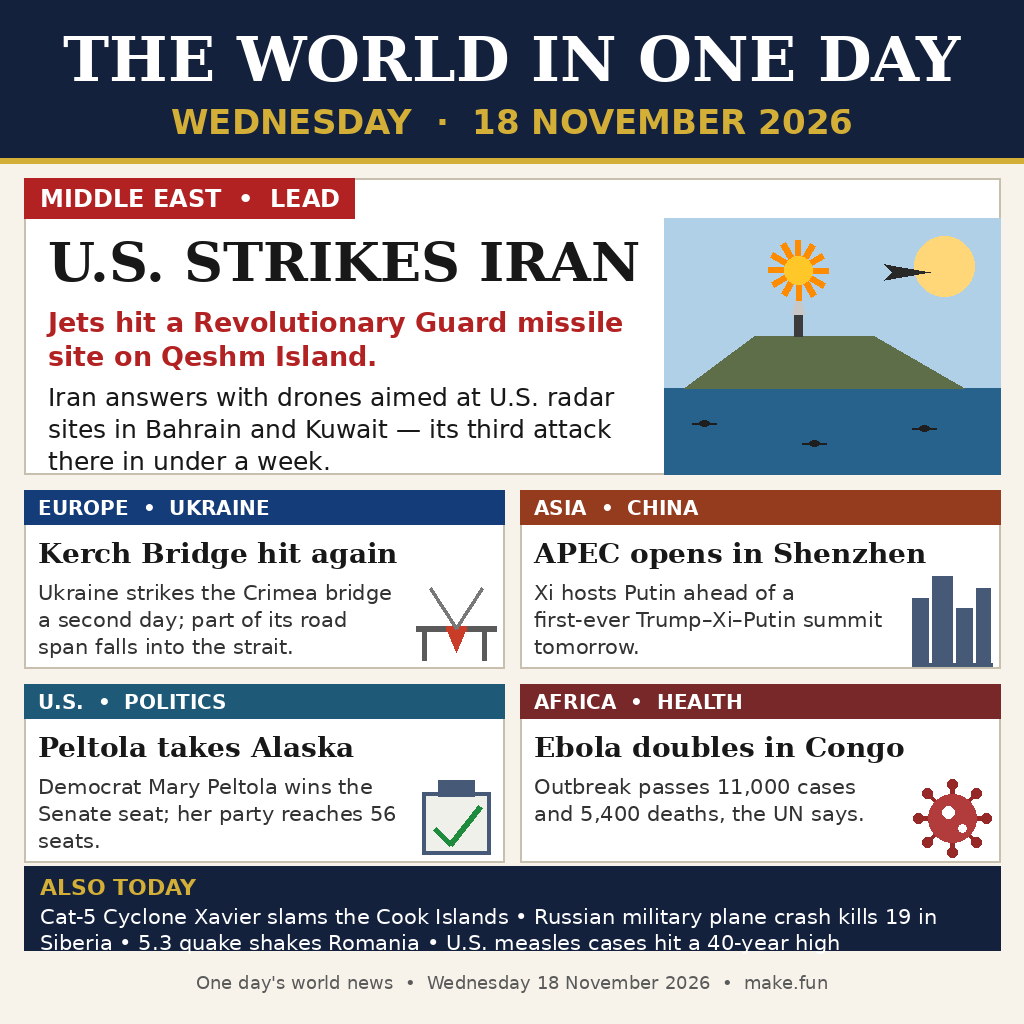 THE WORLD IN ONE DAY
WEDNESDAY · 18 NOVEMBER 2026
MIDDLE EAST • LEAD
U.S. STRIKES IRAN
Jets hit a Revolutionary Guard missile
site on Qeshm Island.
Iran answers with drones aimed at U.S. radar
sites in Bahrain and Kuwait — its third attack
there in under a week.
EUROPE • UKRAINE
Kerch Bridge hit again
Ukraine strikes the Crimea bridge
a second day; part of its road
span falls into the strait.
ASIA • CHINA
APEC opens in Shenzhen
Xi hosts Putin ahead of a
first-ever Trump–Xi–Putin summit
tomorrow.
U.S. • POLITICS
Peltola takes Alaska
Democrat Mary Peltola wins the
Senate seat; her party reaches 56
seats.
AFRICA • HEALTH
Ebola doubles in Congo
Outbreak passes 11,000 cases
and 5,400 deaths, the UN says.
ALSO TODAY
Cat-5 Cyclone Xavier slams the Cook Islands • Russian military plane crash kills 19 in
Siberia • 5.3 quake shakes Romania • U.S. measles cases hit a 40-year high
One day's world news • Wednesday 18 November 2026 • make.fun